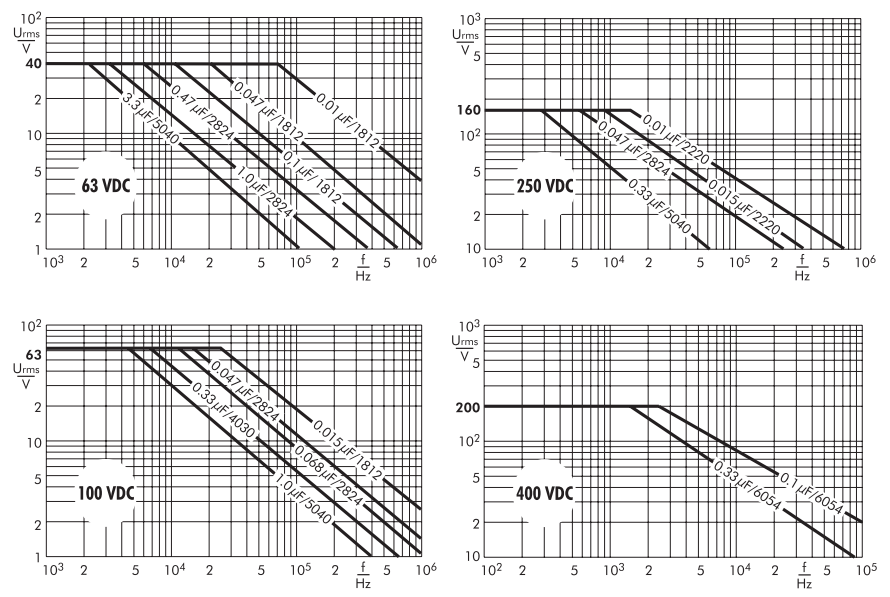 10²
Urms
V
40
2
10
5
2
1
3.3 µF/5040
0.47 µF/2824
0.047 µF/1812
0.01 µF/1812
0.1 µF/1812
1.0 µF/2824
63 VDC
10³ 2 5 10⁴ 2 5 10⁵ 2 f/Hz 5 10⁶
10³
Urms
V
5
160
10²
5
2
10
0.01 µF/2220
0.047 µF/2824
0.015 µF/2220
0.33 µF/5040
250 VDC
10² 2 5 10³ 2 5 10⁵ 2 f/Hz 5 10⁶
10²
63
Urms
V
2
10
5
2
1
0.047 µF/2824
0.33 µF/4030
0.015 µF/1812
0.068 µF/2824
1.0 µF/5040
100 VDC
10³ 2 5 10⁴ 2 5 10⁵ 2 f/Hz 5 10⁶
10³
Urms
V
5
200
10²
5
2
10
0.33 µF/6054
0.1 µF/6054
400 VDC
10² 2 5 10³ 2 5 10⁴ 2 f/Hz 5 10⁵